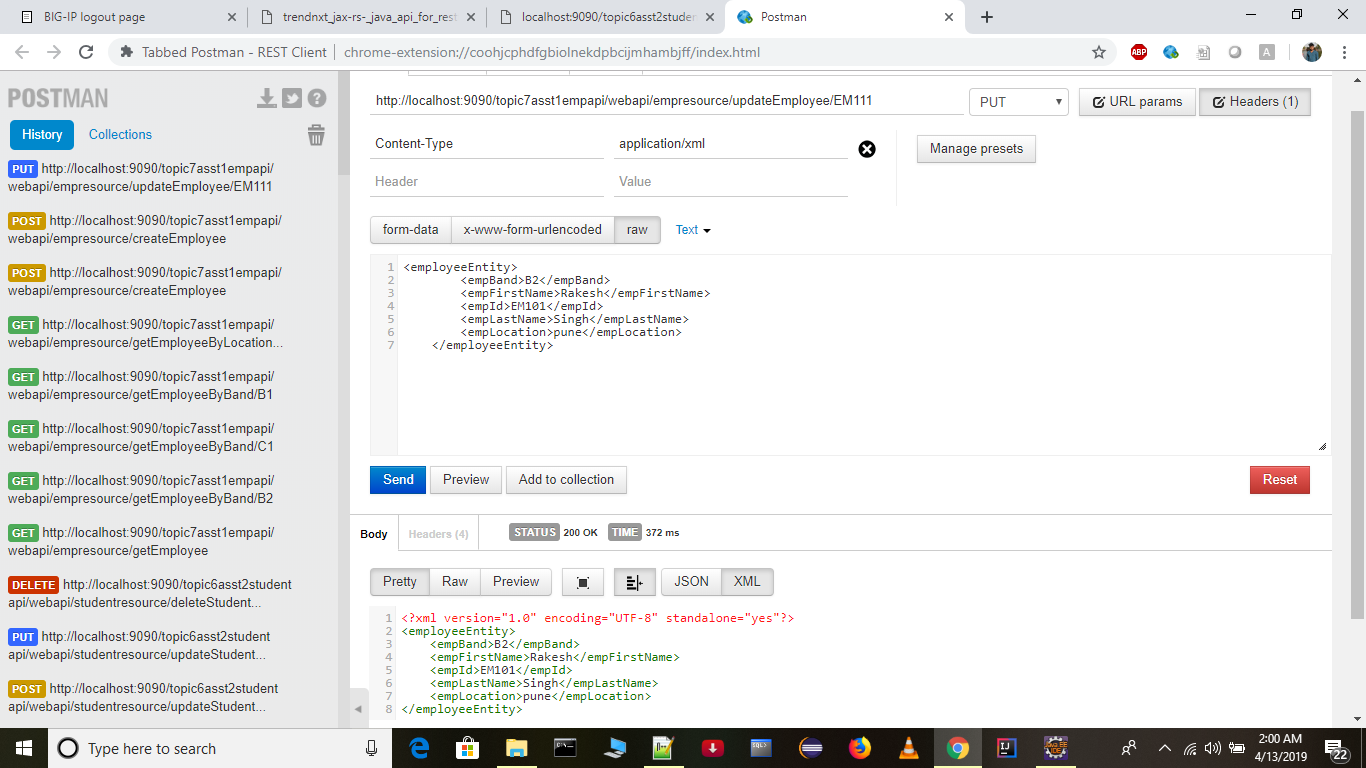 BIG-IP logout page
trendnxt_jax-rs-_java_api_for_rest
localhost:9090/topic6asst2studen
Postman
Tabbed Postman - REST Client
chrome-extension://coohjcphdfgbiolnekdpbcijmhambjff/index.html
ABP
A
POSTMAN
History
Collections
PUT http://localhost:9090/topic7asst1empapi/
webapi/empresource/updateEmployee/EM111
POST http://localhost:9090/topic7asst1empapi/
webapi/empresource/createEmployee
POST http://localhost:9090/topic7asst1empapi/
webapi/empresource/createEmployee
GET http://localhost:9090/topic7asst1empapi/
webapi/empresource/getEmployeeByLocation...
GET http://localhost:9090/topic7asst1empapi/
webapi/empresource/getEmployeeByBand/B1
GET http://localhost:9090/topic7asst1empapi/
webapi/empresource/getEmployeeByBand/C1
GET http://localhost:9090/topic7asst1empapi/
webapi/empresource/getEmployeeByBand/B2
GET http://localhost:9090/topic7asst1empapi/
webapi/empresource/getEmployee
DELETE http://localhost:9090/topic6asst2student
api/webapi/studentresource/deleteStudent...
PUT http://localhost:9090/topic6asst2student
api/webapi/studentresource/updateStudent...
POST http://localhost:9090/topic6asst2student
api/webapi/studentresource/updateStudent...
http://localhost:9090/topic7asst1empapi/webapi/empresource/updateEmployee/EM111
PUT
URL params
Headers (1)
Content-Type
application/xml
Manage presets
Header
Value
form-data
x-www-form-urlencoded
raw
Text
1 <employeeEntity>
2 <empBand>B2</empBand>
3 <empFirstName>Rakesh</empFirstName>
4 <empId>EM101</empId>
5 <empLastName>Singh</empLastName>
6 <empLocation>pune</empLocation>
7 </employeeEntity>
Send
Preview
Add to collection
Reset
Body
Headers (4)
STATUS 200 OK
TIME 372 ms
Pretty
Raw
Preview
JSON
XML
1 <?xml version="1.0" encoding="UTF-8" standalone="yes"?>
2 <employeeEntity>
3 <empBand>B2</empBand>
4 <empFirstName>Rakesh</empFirstName>
5 <empId>EM101</empId>
6 <empLastName>Singh</empLastName>
7 <empLocation>pune</empLocation>
8 </employeeEntity>
Type here to search
2:00 AM
4/13/2019
22